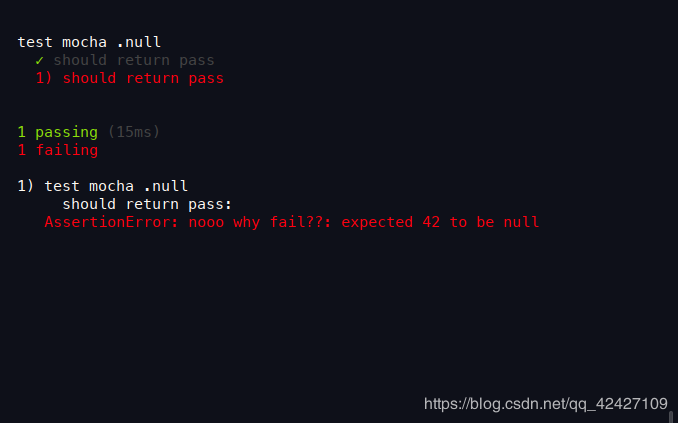 test mocha .null
✓ should return pass
1) should return pass
1 passing (15ms)
1 failing
1) test mocha .null
should return pass:
AssertionError: nooo why fail??: expected 42 to be null
https://blog.csdn.net/qq_42427109